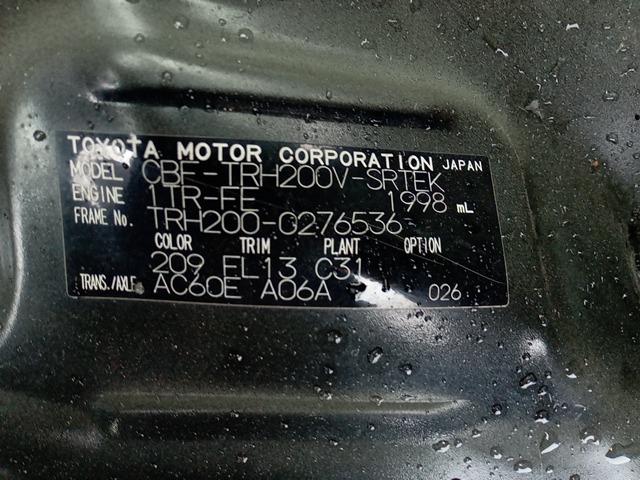 TOYOTA MOTOR CORPORATION JAPAN
MODEL CBF-TRH200V-SRTEK
ENGINE 1TR-FE 1998 mL
FRAME No. TRH200-0276536
COLOR TRIM PLANT OPTION
209 EL13 C31
TRANS./AXLE AC60E A06A 026